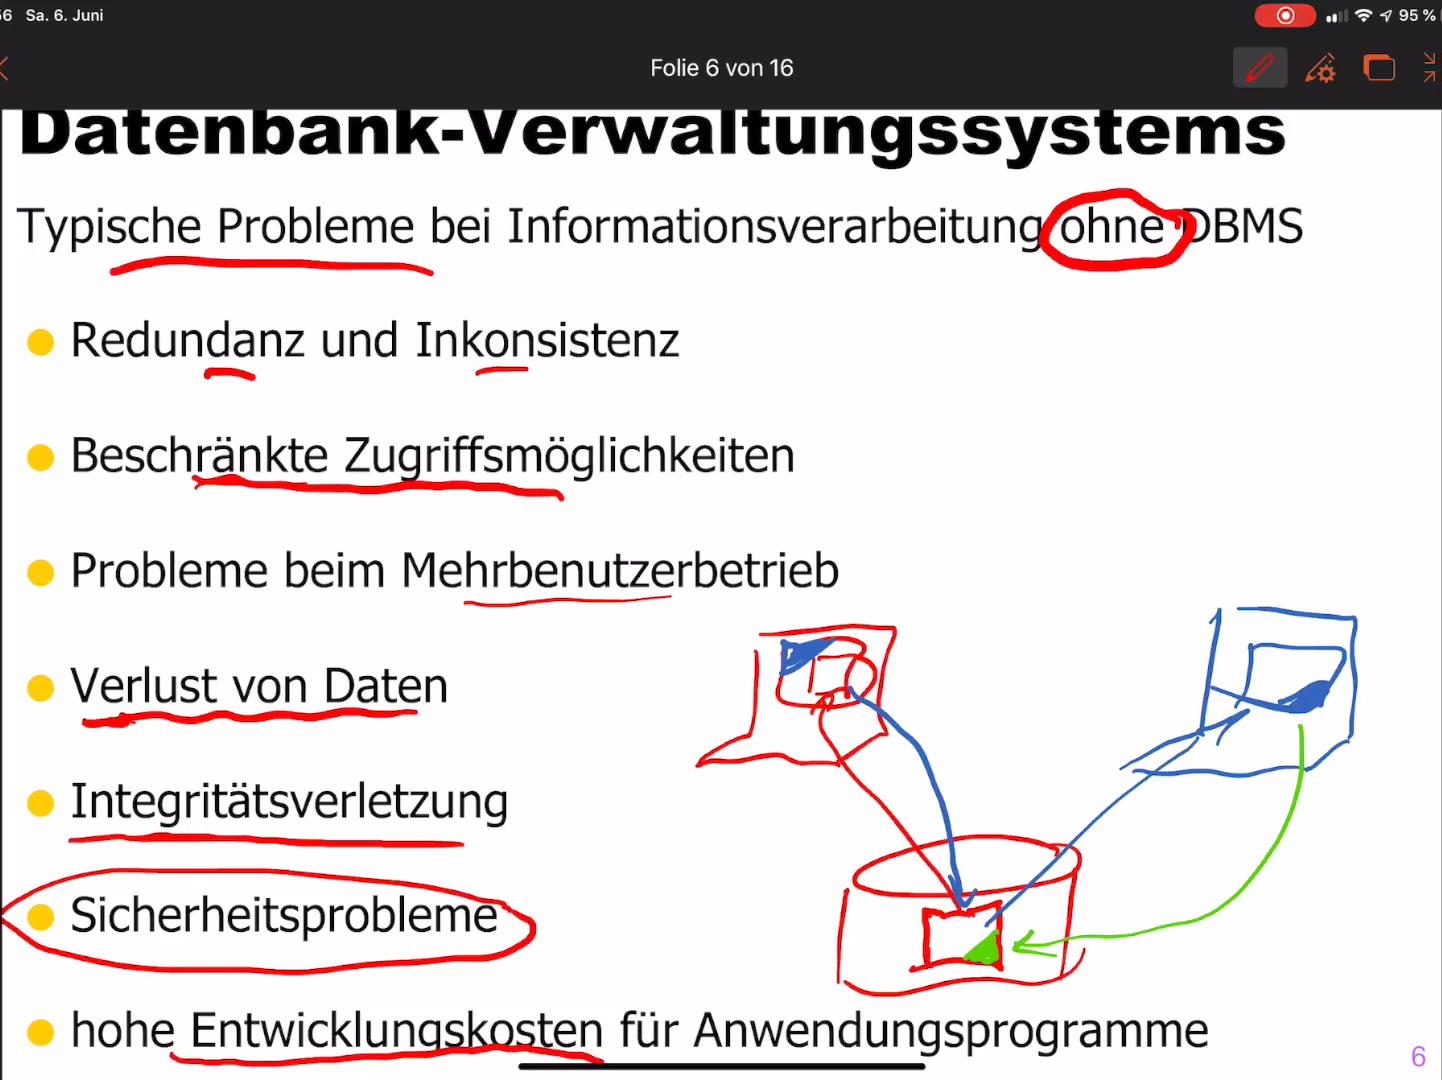 56 Sa. 6. Juni
95 %
Folie 6 von 16
Datenbank-Verwaltungssystems
Typische Probleme bei Informationsverarbeitung ohne DBMS
Redundanz und Inkonsistenz
Beschränkte Zugriffsmöglichkeiten
Probleme beim Mehrbenutzerbetrieb
Verlust von Daten
Integritätsverletzung
Sicherheitsprobleme
hohe Entwicklungskosten für Anwendungsprogramme
6